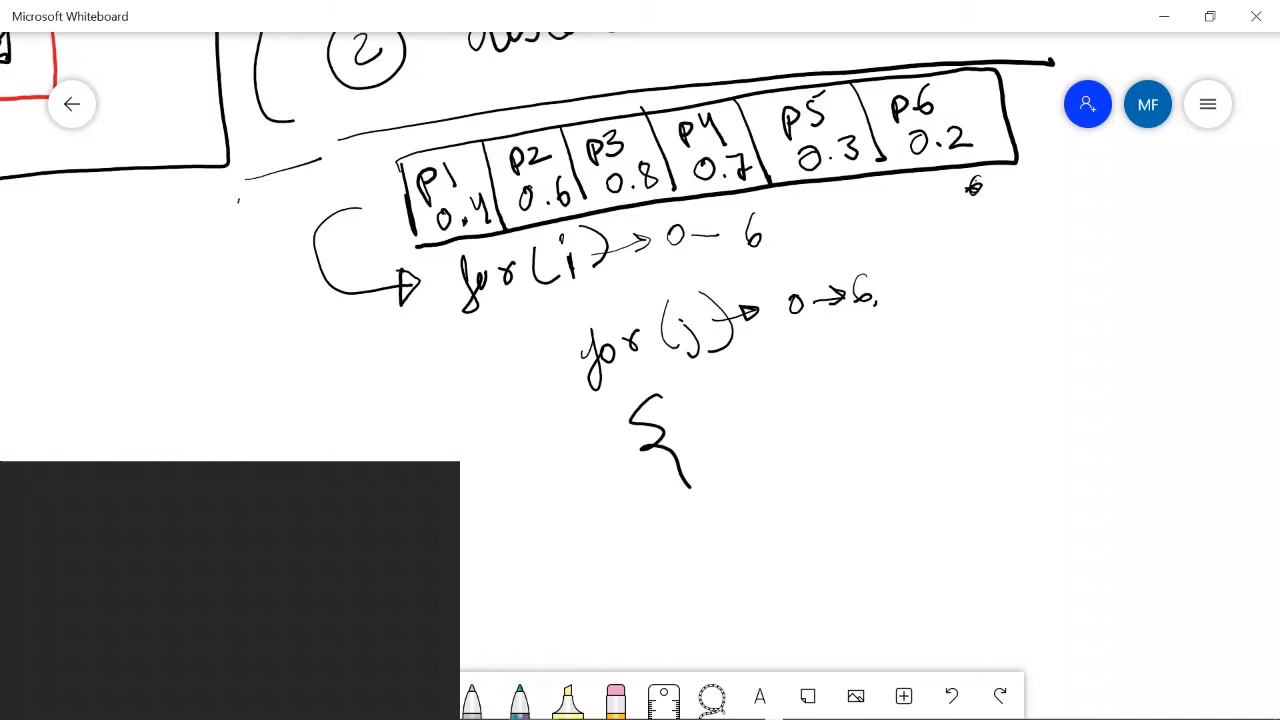 Microsoft Whiteboard
2
MF
P1 P2 P3 P4 P5 P6
0.4 0.6 0.8 0.7 0.3 0.2
6
for (i) → 0 — 6
for (j) → 0 → 6,
{
A